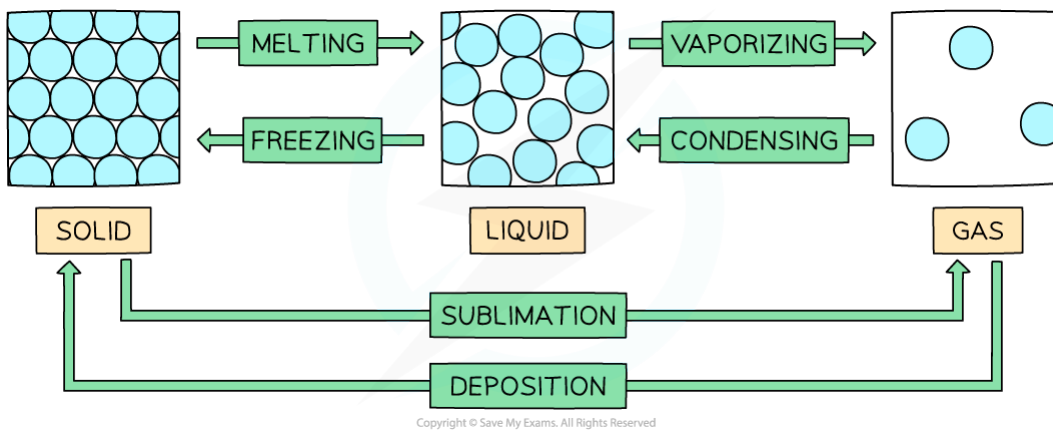 MELTING
VAPORIZING
FREEZING
CONDENSING
SOLID
LIQUID
GAS
SUBLIMATION
DEPOSITION
Copyright © Save My Exams. All Rights Reserved